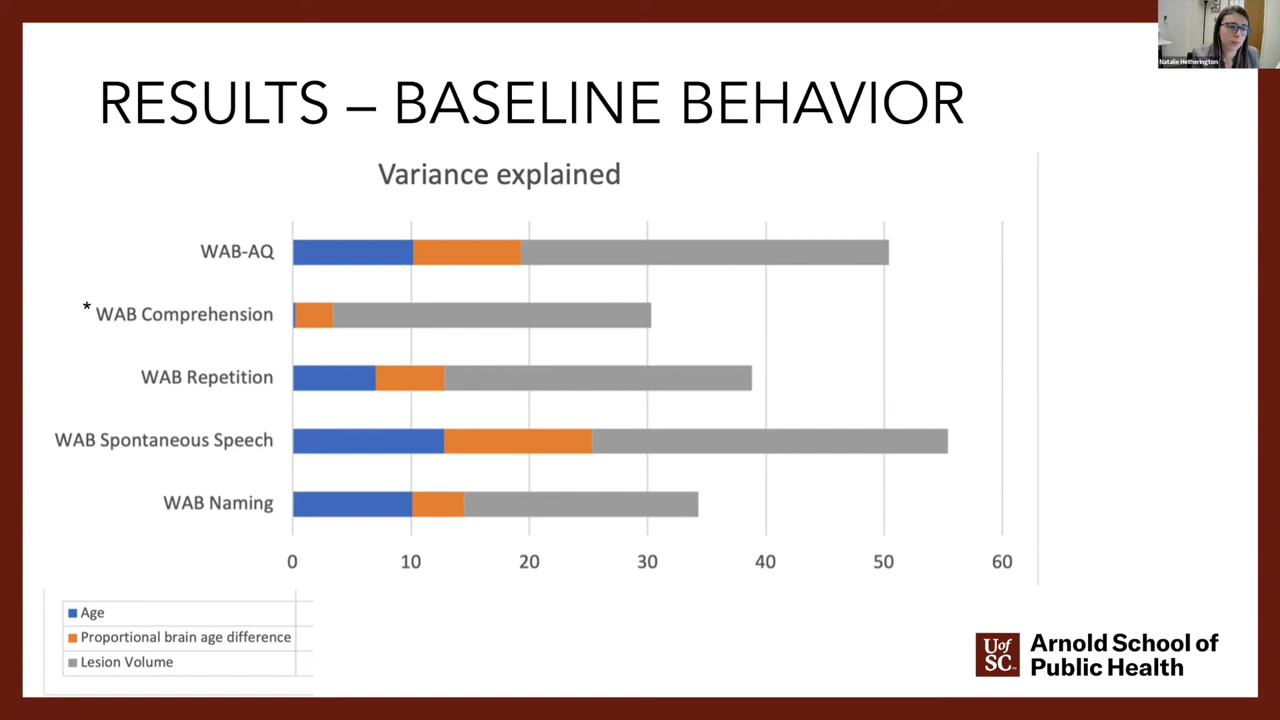 Natalie Hetherington
RESULTS – BASELINE BEHAVIOR
Variance explained
WAB-AQ
* WAB Comprehension
WAB Repetition
WAB Spontaneous Speech
WAB Naming
0 10 20 30 40 50 60
Age
Proportional brain age difference
Lesion Volume
UofSC
Arnold School of
Public Health